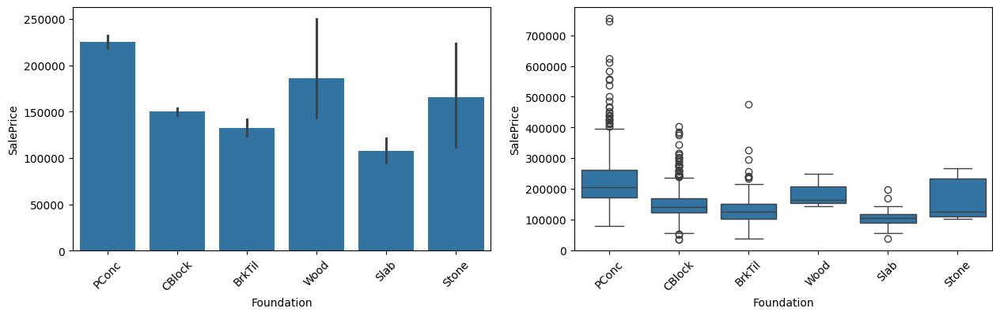 250000
200000
150000
100000
50000
0
SalePrice
PConc
CBlock
BrkTil
Wood
Slab
Stone
Foundation
700000
600000
500000
400000
300000
200000
100000
0
SalePrice
PConc
CBlock
BrkTil
Wood
Slab
Stone
Foundation